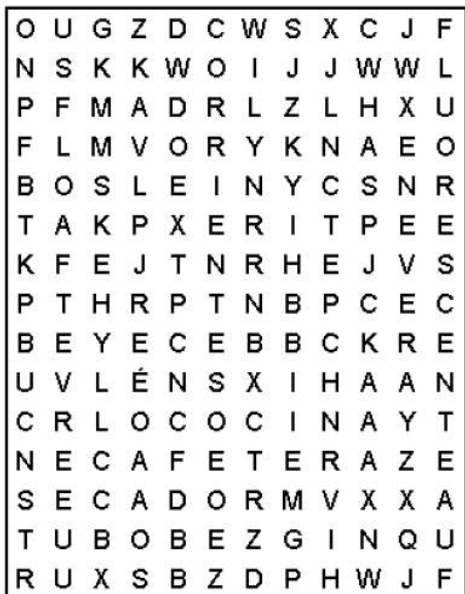 O U G Z D C W S X C J F
N S K K W O I J J W W L
P F M A D R L Z L H X U
F L M V O R Y K N A E O
B O S L E I N Y C S N R
T A K P X E R I T P E E
K F E J T N R H E J V S
P T H R P T N B P C E C
B E Y E C E B B C K R E
U V L É N S X I H A A N
C R L O C O C I N A Y T
N E C A F E T E R A Z E
S E C A D O R M V X X A
T U B O B E Z G I N Q U
R U X S B Z D P H W J F